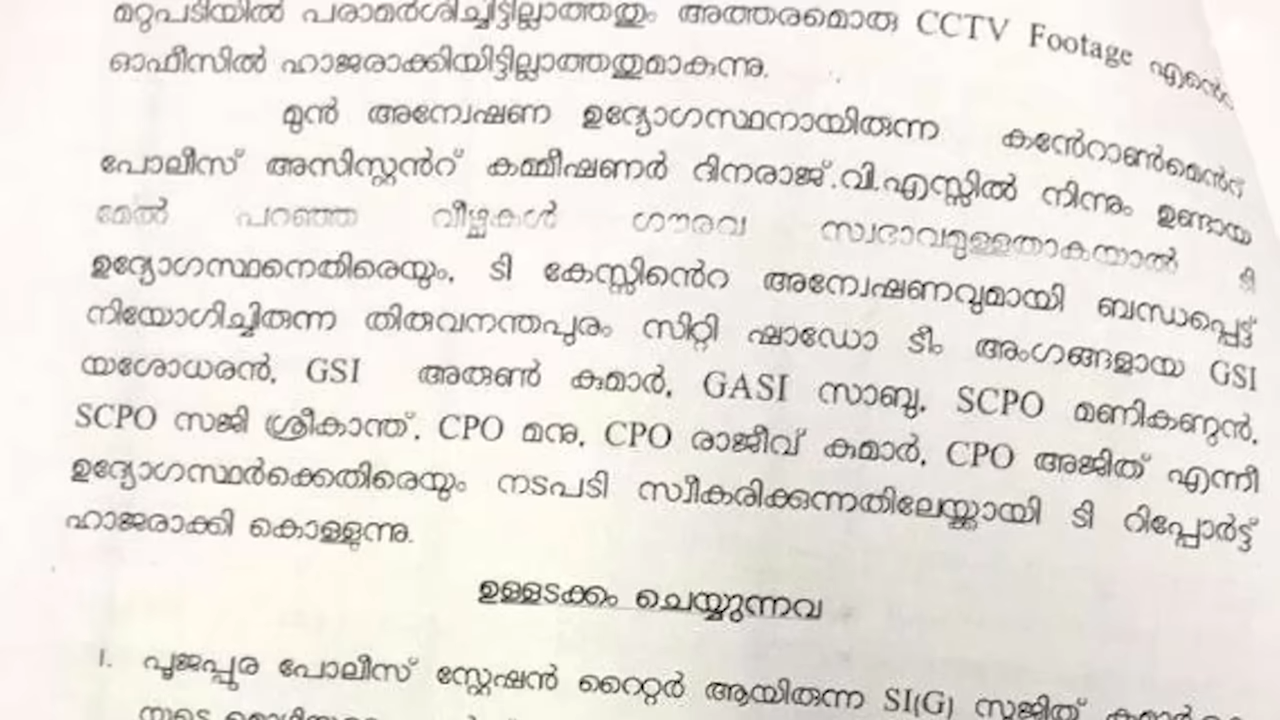 മറുപടിയിൽ പരാമർശിച്ചിട്ടില്ലാത്തതും അത്തരമൊരു CCTV Footage എന്റെ
ഓഫീസിൽ ഹാജരാക്കിയിട്ടില്ലാത്തതുമാകുന്നു.
മുൻ അന്വേഷണ ഉദ്യോഗസ്ഥനായിരുന്ന കന്റോൺമെന്റ്
പോലീസ് അസിസ്റ്റൻറ് കമ്മീഷണർ ദിനരാജ്.വി.എസ്സിൽ നിന്നും ഉണ്ടായ
മേൽ പറഞ്ഞ വീഴ്ചകൾ ഗൗരവ സ്വഭാവമുള്ളതാകയാൽ ടി
ഉദ്യോഗസ്ഥനെതിരെയും, ടി കേസ്സിൻെറ അന്വേഷണവുമായി ബന്ധപ്പെട്ട്
നിയോഗിച്ചിരുന്ന തിരുവനന്തപുരം സിറ്റി ഷാഡോ ടീം അംഗങ്ങളായ GSI
യശോധരൻ, GSI അരുൺ കുമാർ, GASI സാബു, SCPO മണികണ്ഠൻ,
SCPO സജി ശ്രീകാന്ത്, CPO മനു, CPO രാജീവ് കുമാർ, CPO അജിത് എന്നീ
ഉദ്യോഗസ്ഥർക്കെതിരെയും നടപടി സ്വീകരിക്കുന്നതിലേയ്ക്കായി ടി റിപ്പോർട്ട്
ഹാജരാക്കി കൊള്ളുന്നു.
ഉള്ളടക്കം ചെയ്യുന്നവ
1. പൂജപ്പുര പോലീസ് സ്റ്റേഷൻ റൈറ്റർ ആയിരുന്ന SI(G) സുജിത് കുമാർ